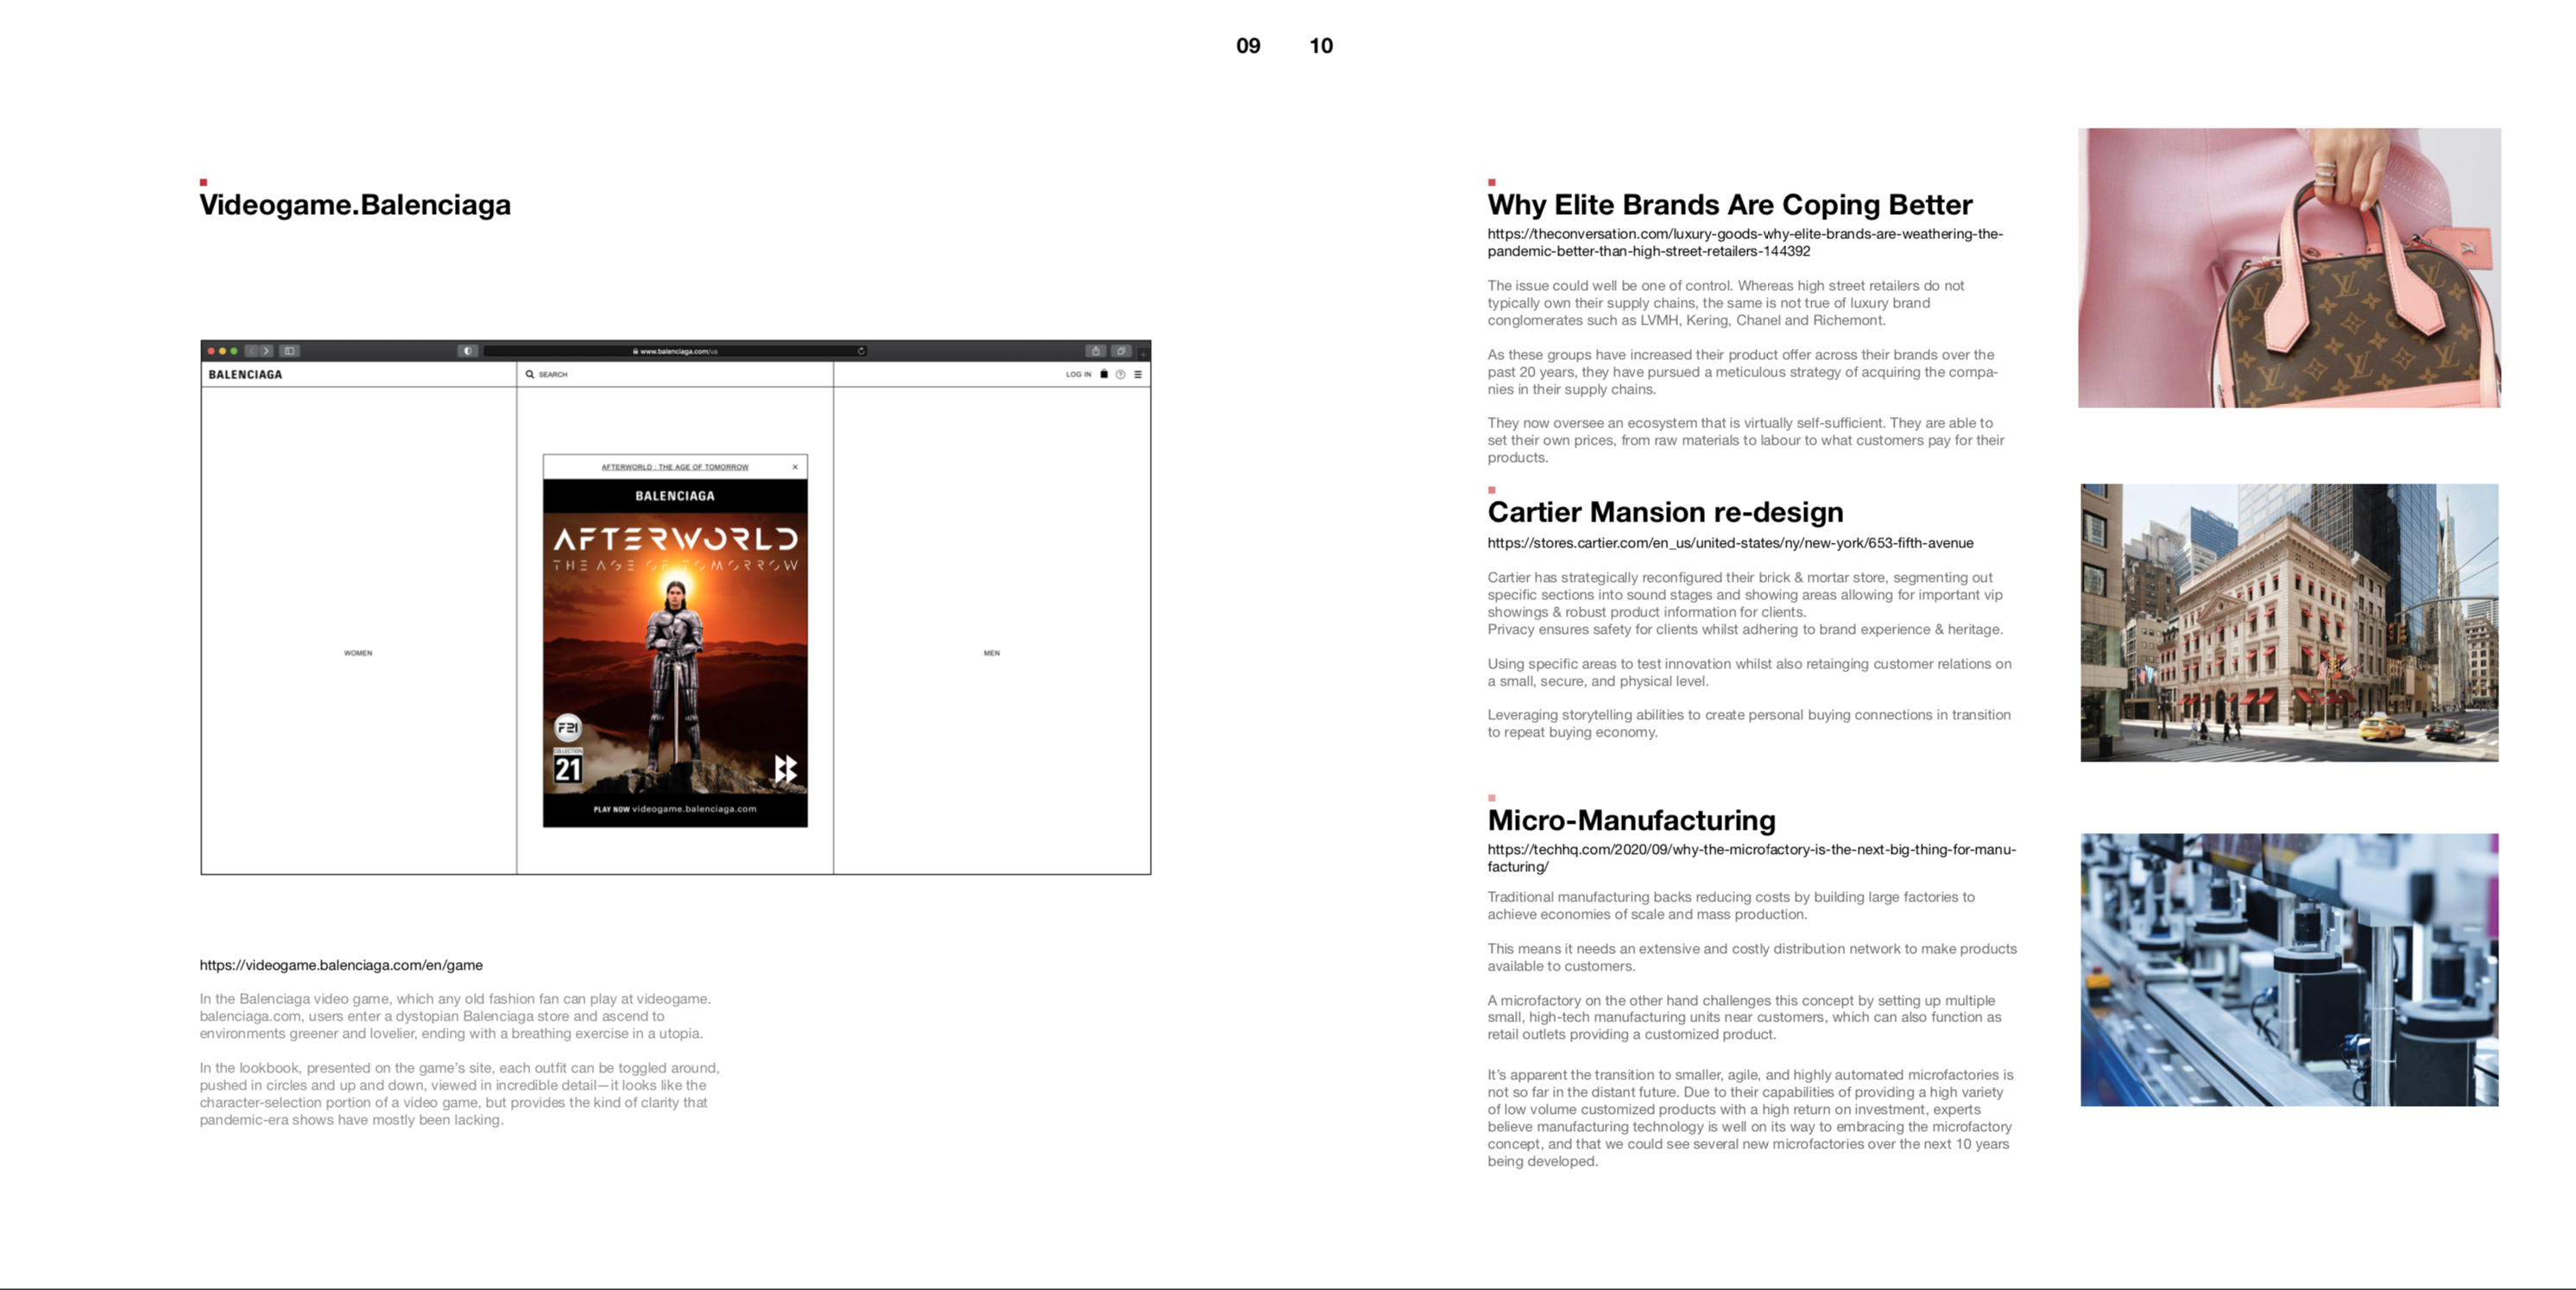 09
10
Videogame.Balenciaga
www.balenciaga.com/us
BALENCIAGA
SEARCH
LOG IN
AFTERWORLD : THE AGE OF TOMORROW
BALENCIAGA
AFTERWORLD
THE AGE OF TOMORROW
WOMEN
MEN
F21
COLLECTION
21
PLAY NOW videogame.balenciaga.com
https://videogame.balenciaga.com/en/game
In the Balenciaga video game, which any old fashion fan can play at videogame.
balenciaga.com, users enter a dystopian Balenciaga store and ascend to
environments greener and lovelier, ending with a breathing exercise in a utopia.
In the lookbook, presented on the game's site, each outfit can be toggled around,
pushed in circles and up and down, viewed in incredible detail—it looks like the
character-selection portion of a video game, but provides the kind of clarity that
pandemic-era shows have mostly been lacking.
Why Elite Brands Are Coping Better
https://theconversation.com/luxury-goods-why-elite-brands-are-weathering-the-
pandemic-better-than-high-street-retailers-144392
The issue could well be one of control. Whereas high street retailers do not
typically own their supply chains, the same is not true of luxury brand
conglomerates such as LVMH, Kering, Chanel and Richemont.
As these groups have increased their product offer across their brands over the
past 20 years, they have pursued a meticulous strategy of acquiring the compa-
nies in their supply chains.
They now oversee an ecosystem that is virtually self-sufficient. They are able to
set their own prices, from raw materials to labour to what customers pay for their
products.
Cartier Mansion re-design
https://stores.cartier.com/en_us/united-states/ny/new-york/653-fifth-avenue
Cartier has strategically reconfigured their brick & mortar store, segmenting out
specific sections into sound stages and showing areas allowing for important vip
showings & robust product information for clients.
Privacy ensures safety for clients whilst adhering to brand experience & heritage.
Using specific areas to test innovation whilst also retainging customer relations on
a small, secure, and physical level.
Leveraging storytelling abilities to create personal buying connections in transition
to repeat buying economy.
Micro-Manufacturing
https://techhq.com/2020/09/why-the-microfactory-is-the-next-big-thing-for-manu-
facturing/
Traditional manufacturing backs reducing costs by building large factories to
achieve economies of scale and mass production.
This means it needs an extensive and costly distribution network to make products
available to customers.
A microfactory on the other hand challenges this concept by setting up multiple
small, high-tech manufacturing units near customers, which can also function as
retail outlets providing a customized product.
It's apparent the transition to smaller, agile, and highly automated microfactories is
not so far in the distant future. Due to their capabilities of providing a high variety
of low volume customized products with a high return on investment, experts
believe manufacturing technology is well on its way to embracing the microfactory
concept, and that we could see several new microfactories over the next 10 years
being developed.